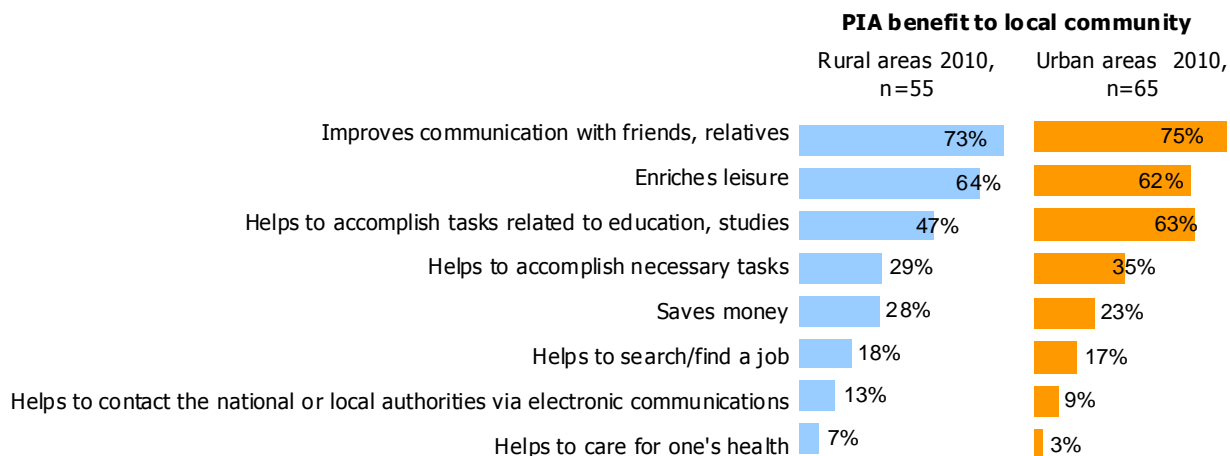 PIA benefit to local community
Rural areas 2010, n=55
Urban areas 2010, n=65
Improves communication with friends, relatives 73% 75%
Enriches leisure 64% 62%
Helps to accomplish tasks related to education, studies 47% 63%
Helps to accomplish necessary tasks 29% 35%
Saves money 28% 23%
Helps to search/find a job 18% 17%
Helps to contact the national or local authorities via electronic communications 13% 9%
Helps to care for one's health 7% 3%